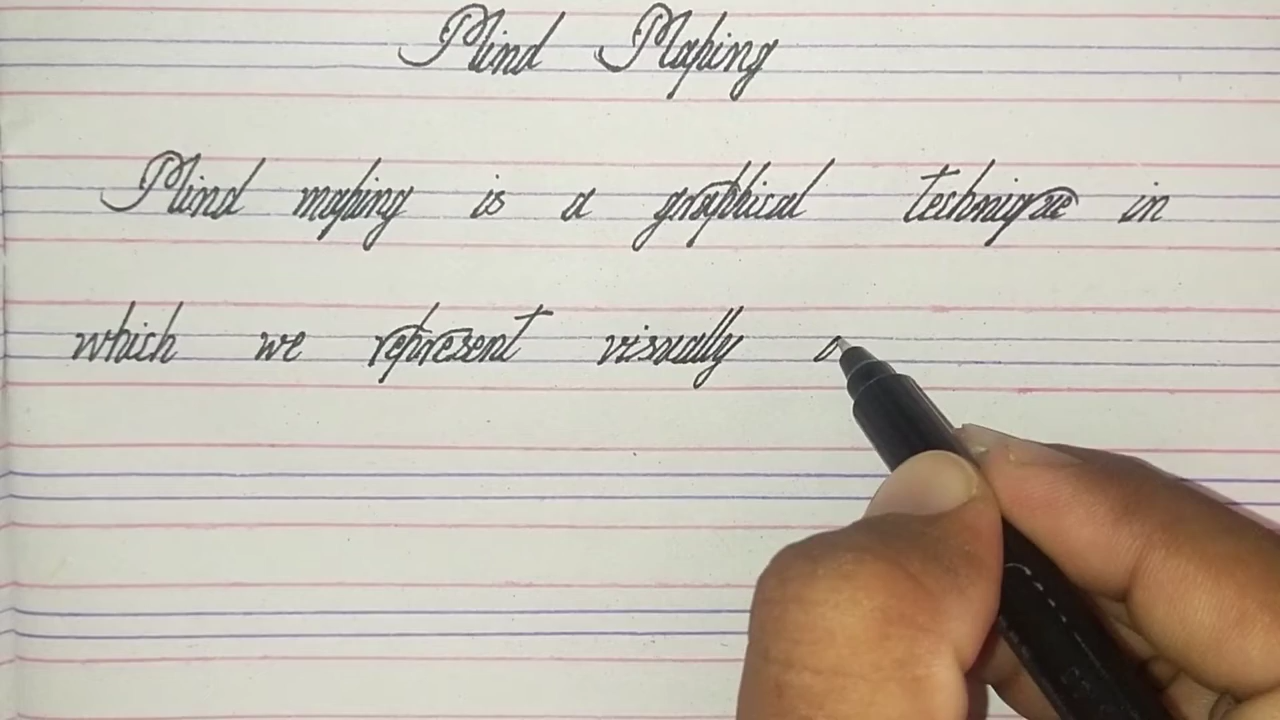 Mind Maping
Mind maping is a graphical technique in
which we represent visually